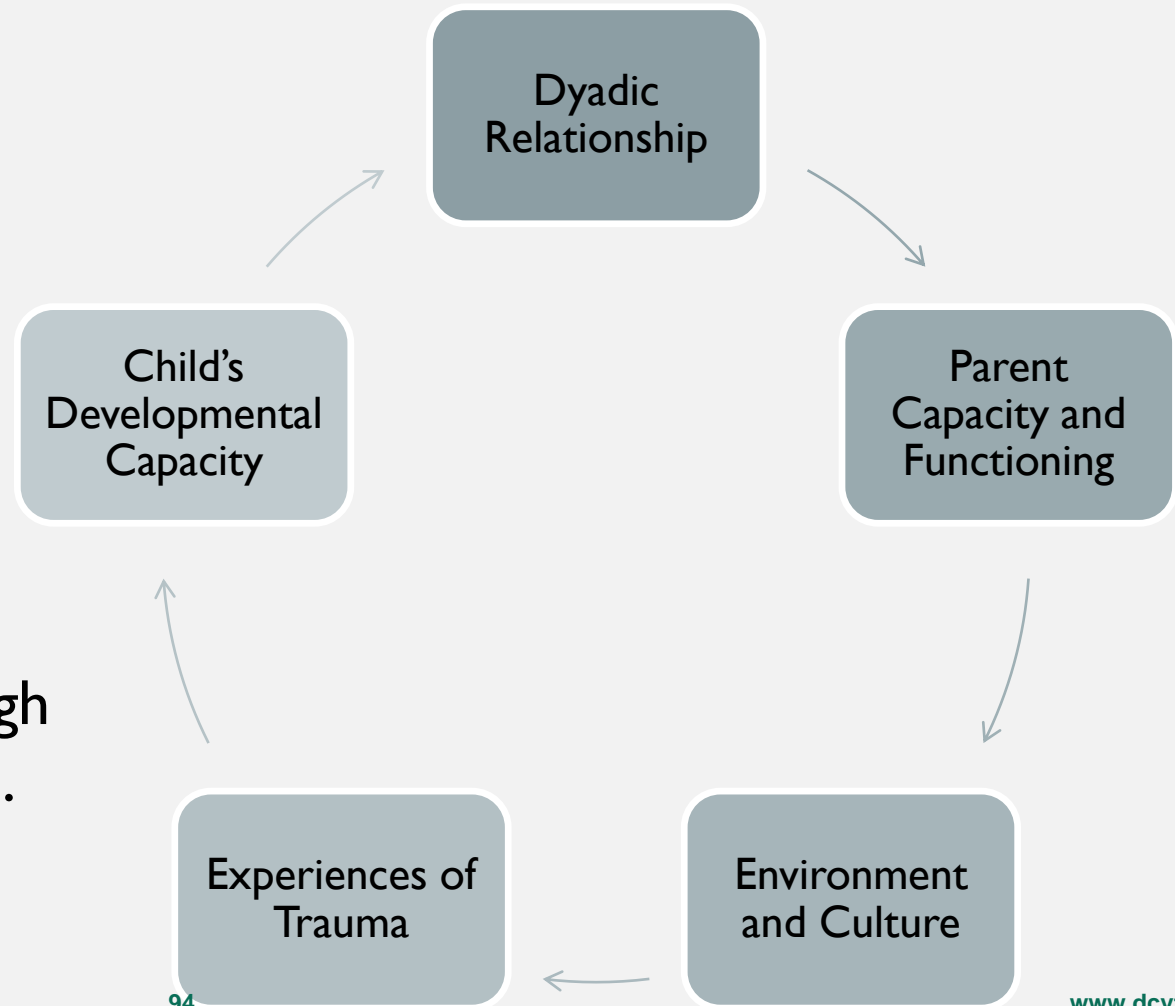 Dyadic
Relationship
Child’s
Developmental
Capacity
Parent
Capacity and
Functioning
Experiences of
Trauma
Environment
and Culture
94